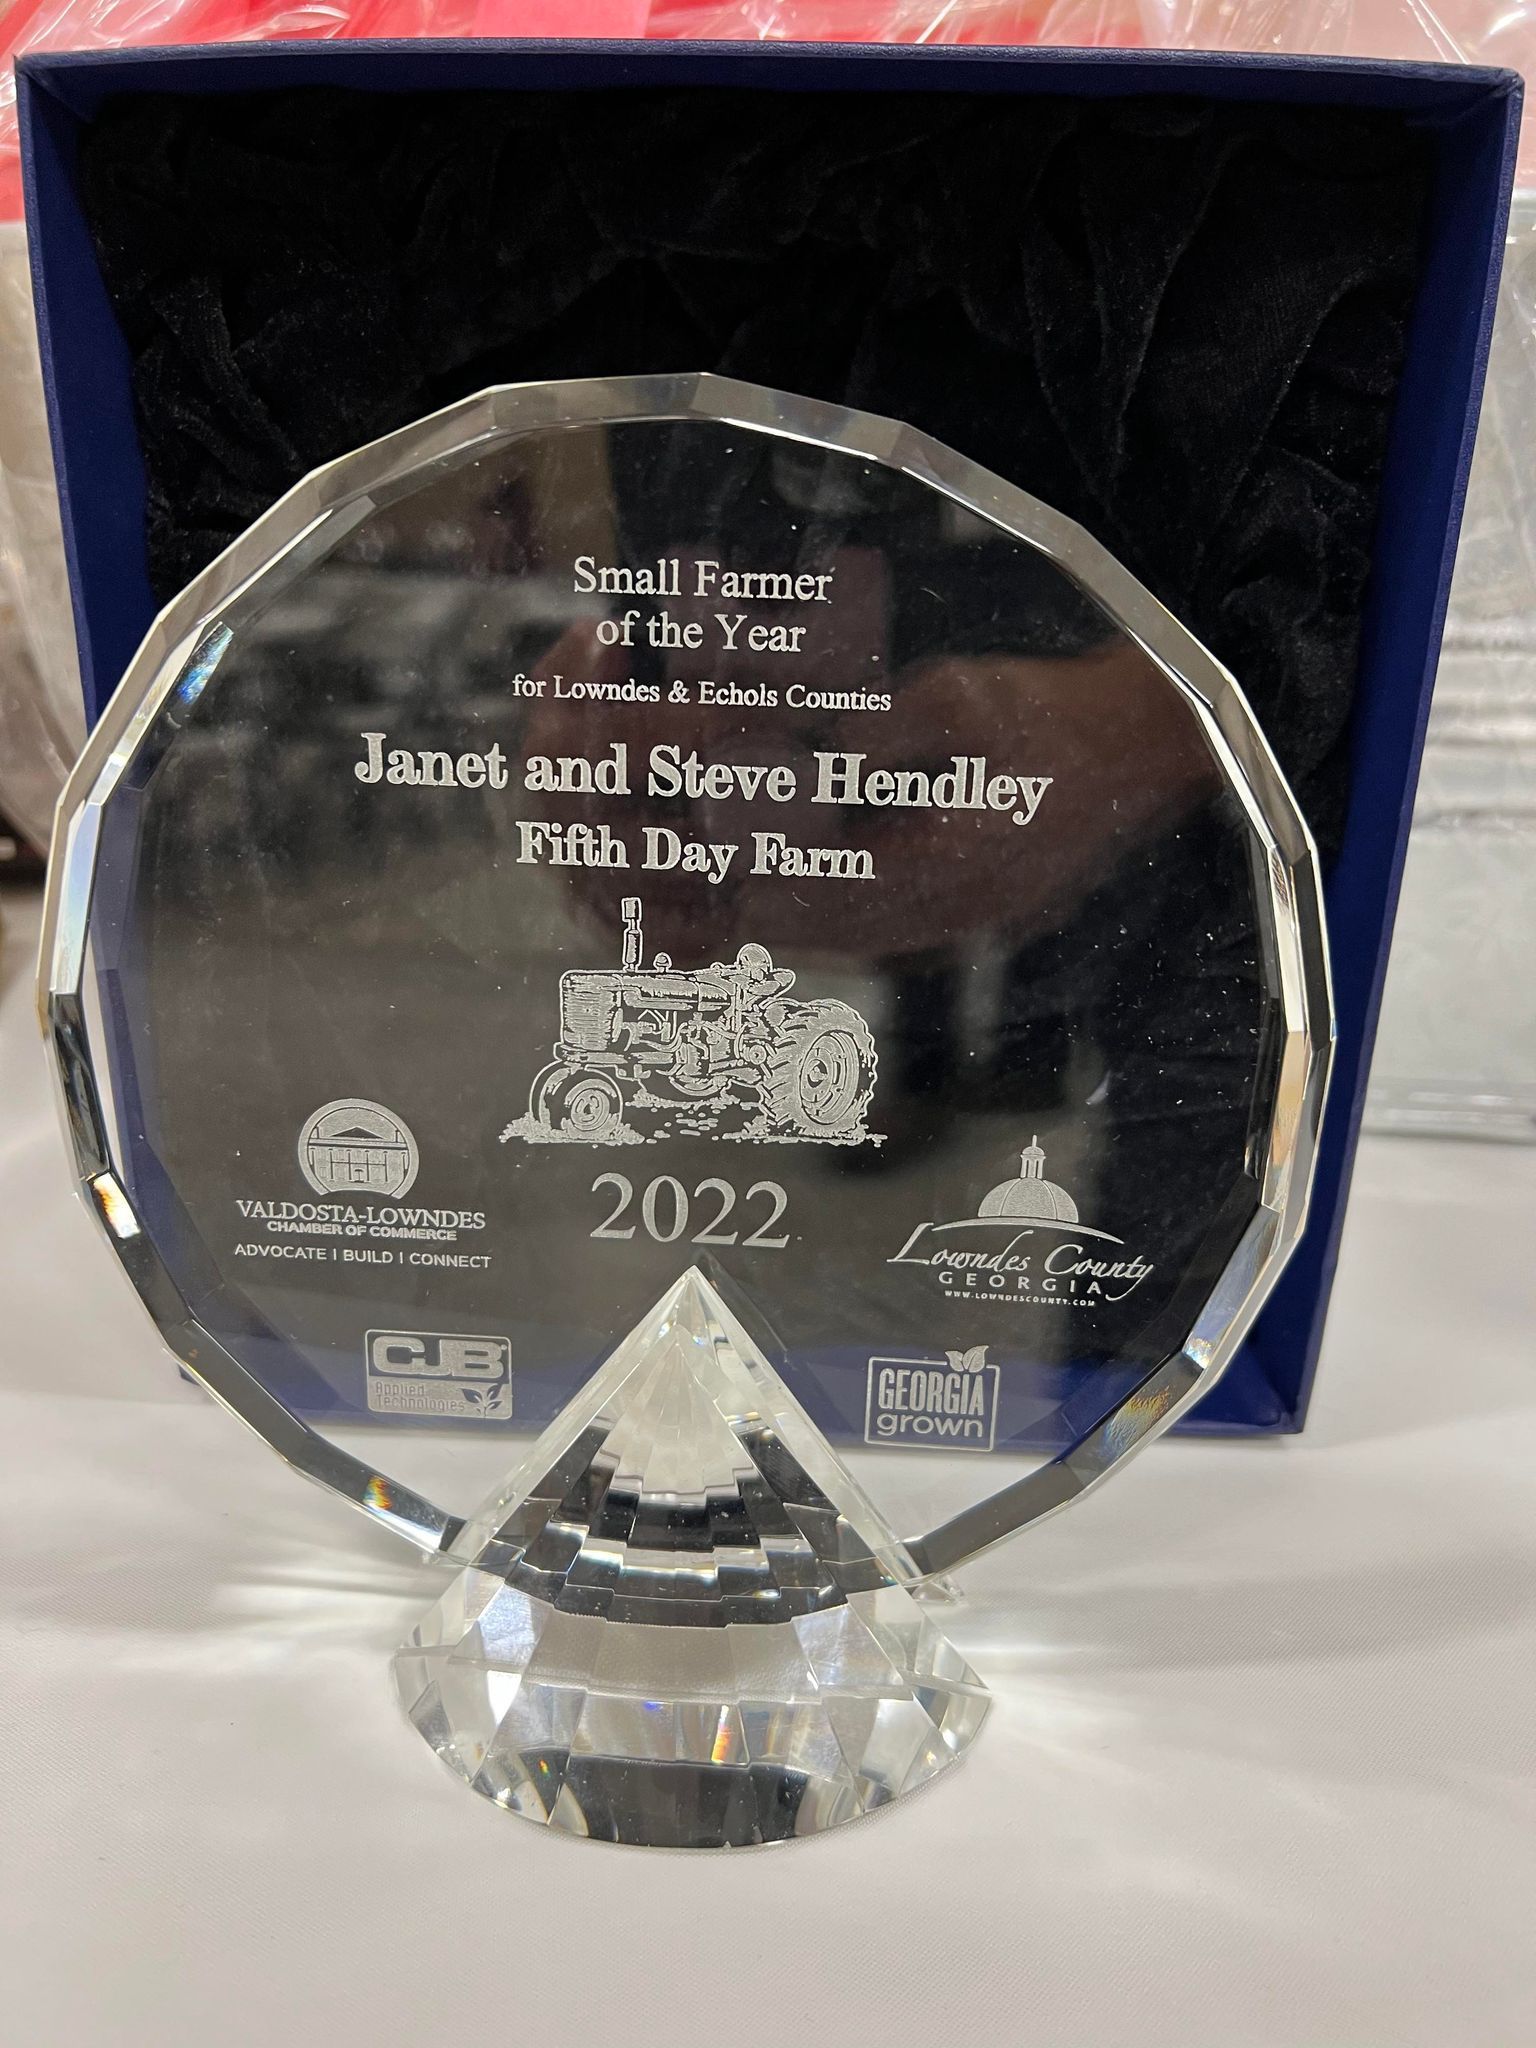 Small Farmer
of the Year
for Lowndes & Echols Counties
Janet and Steve Hendley
Fifth Day Farm
2022
VALDOSTA-LOWNDES
CHAMBER OF COMMERCE
ADVOCATE | BUILD | CONNECT
Lowndes County
GEORGIA
WWW.LOWNDESCOUNTY.COM
CJB®
Applied
Technologies
GEORGIA
grown